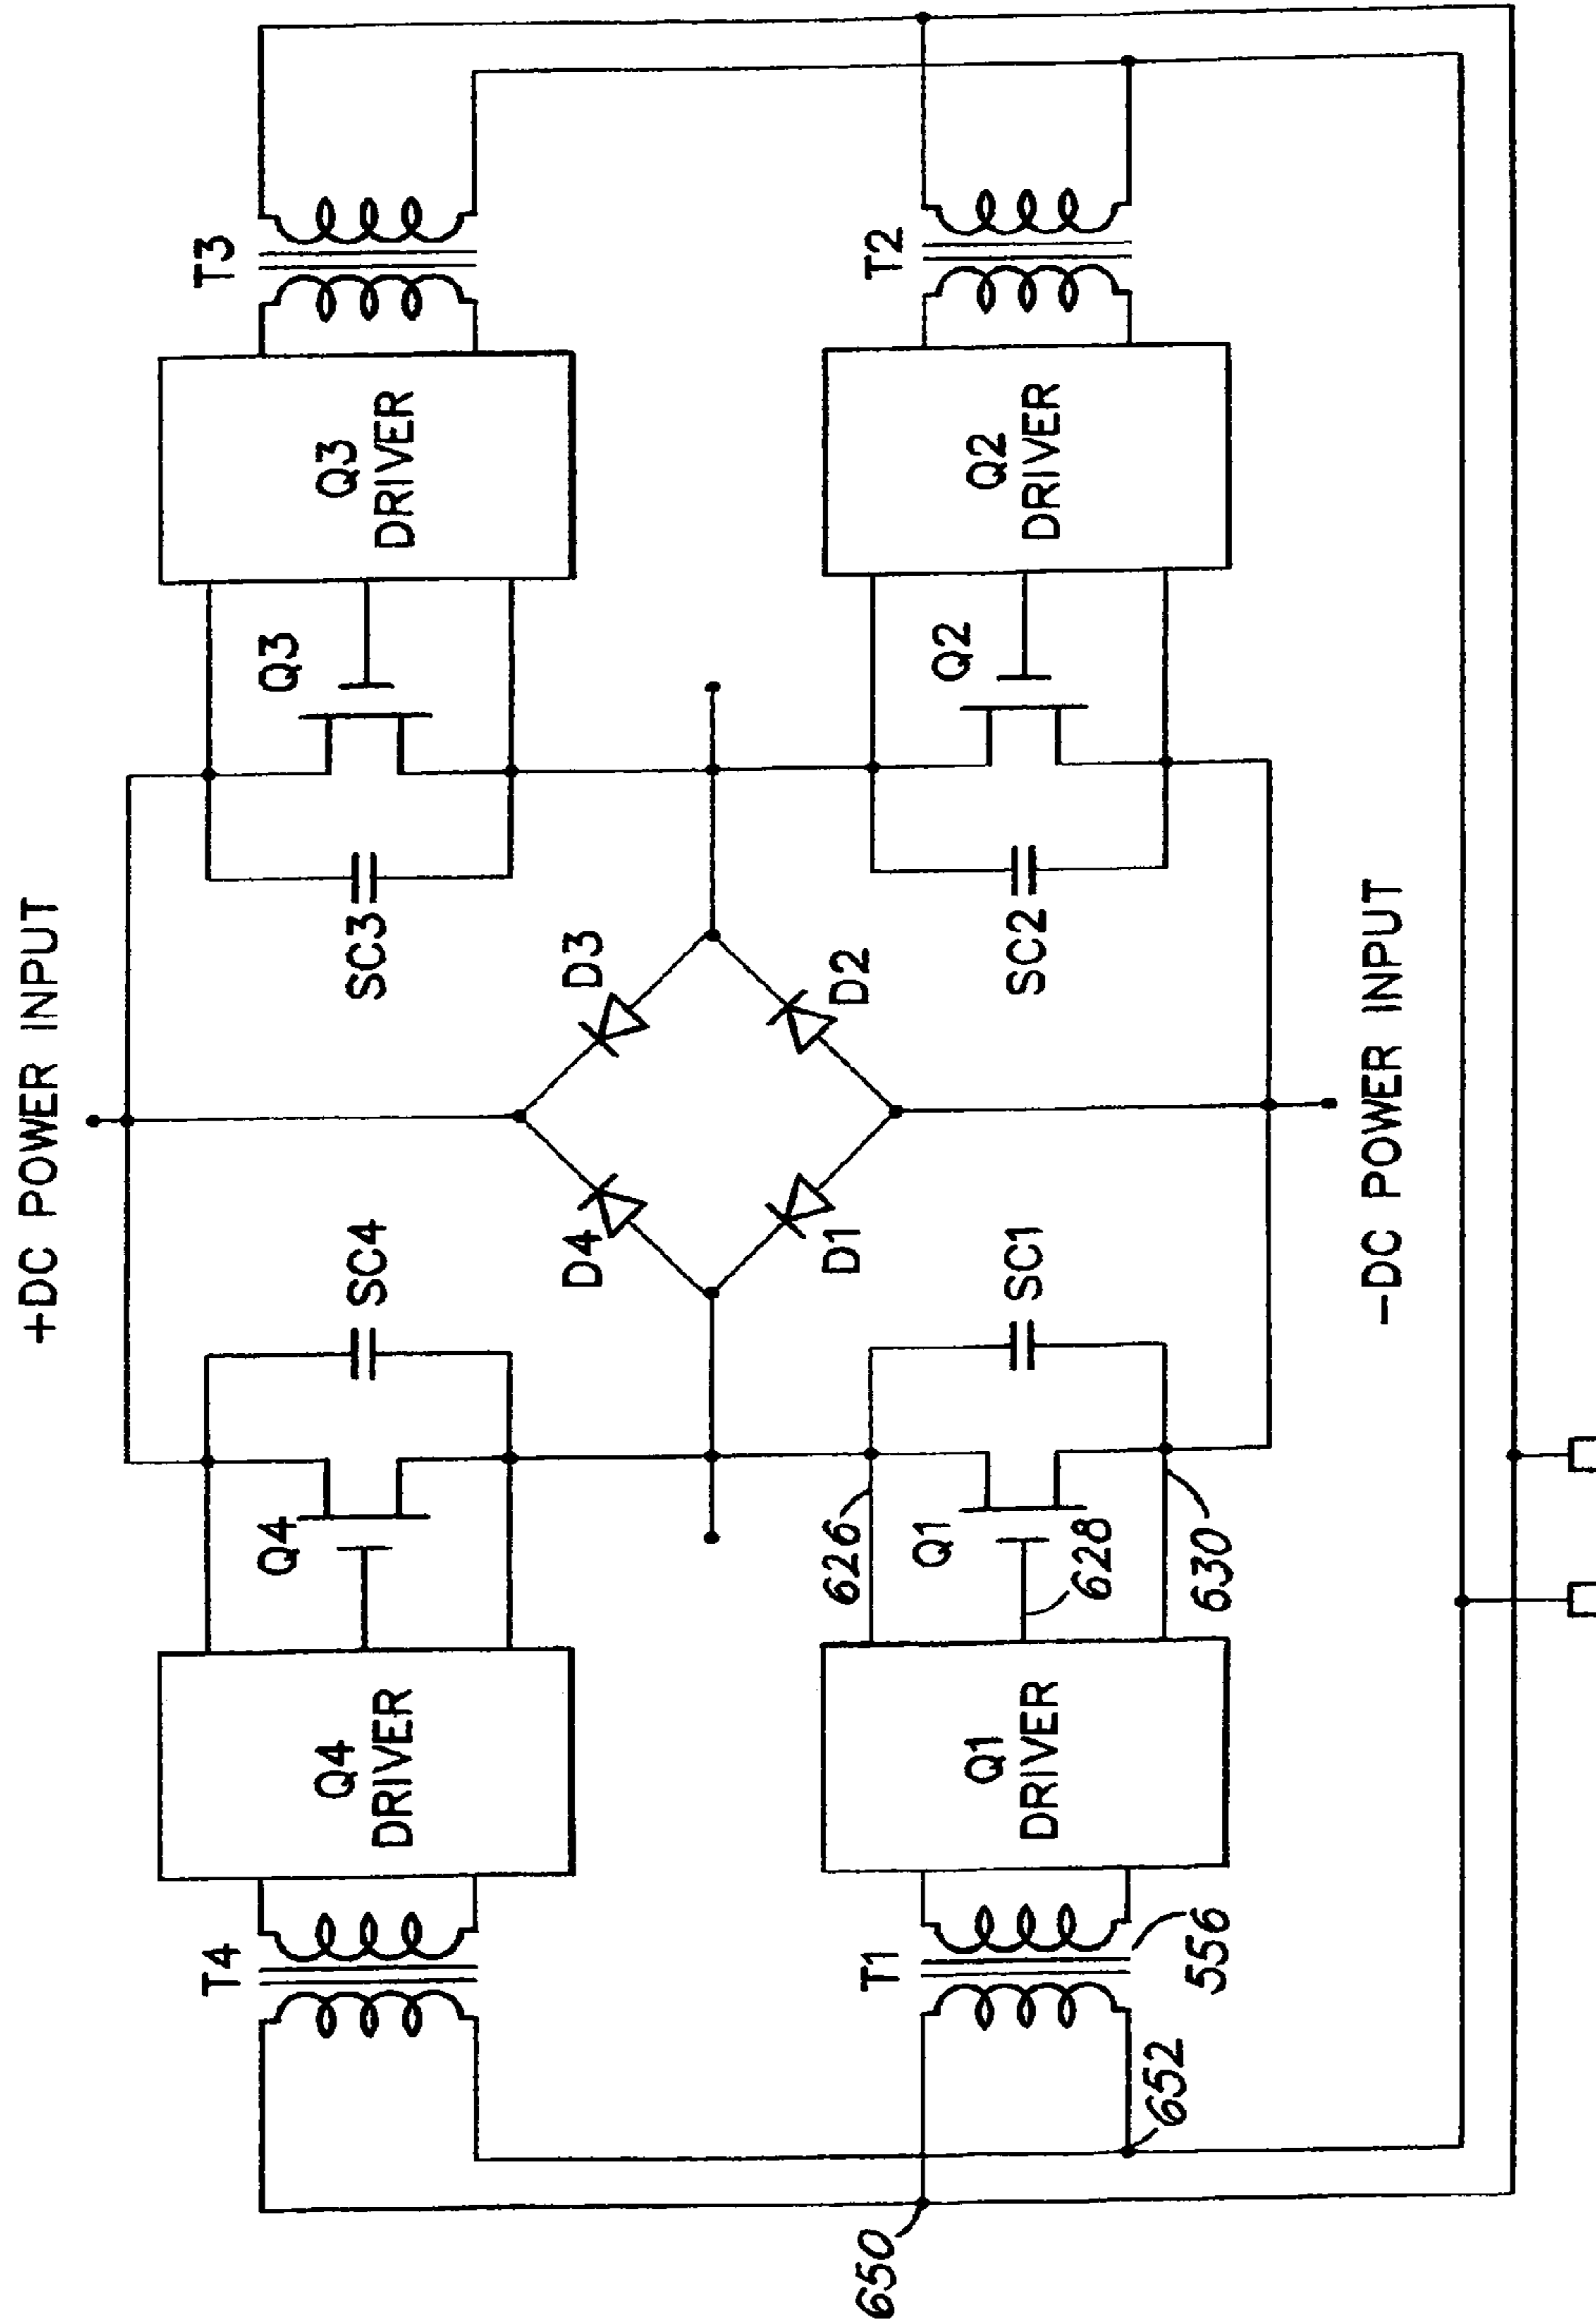 +DC POWER INPUT
T4
Q4
DRIVER
Q4
SC4
SC3
Q3
Q3
DRIVER
T3
D4
D3
D1
D2
T1
Q1
DRIVER
626
Q1
628
630
SC1
SC2
Q2
Q2
DRIVER
T2
556
650
652
-DC POWER INPUT